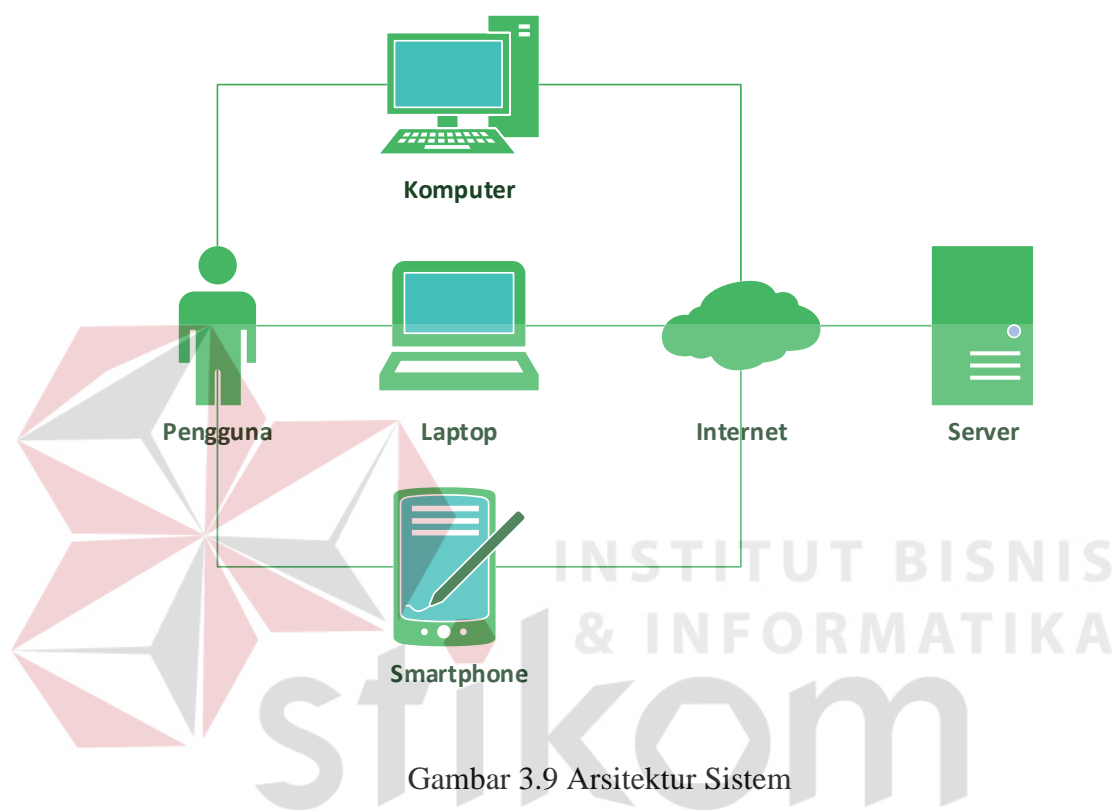 Komputer
Pengguna
Laptop
Internet
Server
INSTITUT BISNIS
& INFORMATIKA
Smartphone
stikom
Gambar 3.9 Arsitektur Sistem